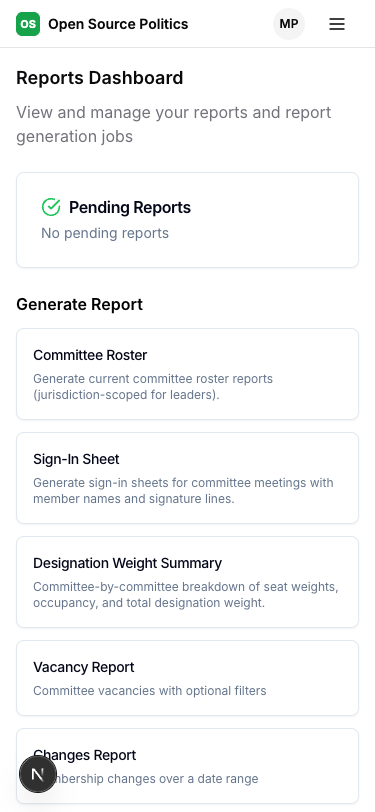 OS Open Source Politics MP
Reports Dashboard
View and manage your reports and report
generation jobs
Pending Reports
No pending reports
Generate Report
Committee Roster
Generate current committee roster reports
(jurisdiction-scoped for leaders).
Sign-In Sheet
Generate sign-in sheets for committee meetings with
member names and signature lines.
Designation Weight Summary
Committee-by-committee breakdown of seat weights,
occupancy, and total designation weight.
Vacancy Report
Committee vacancies with optional filters
Changes Report
N
changes over a date range